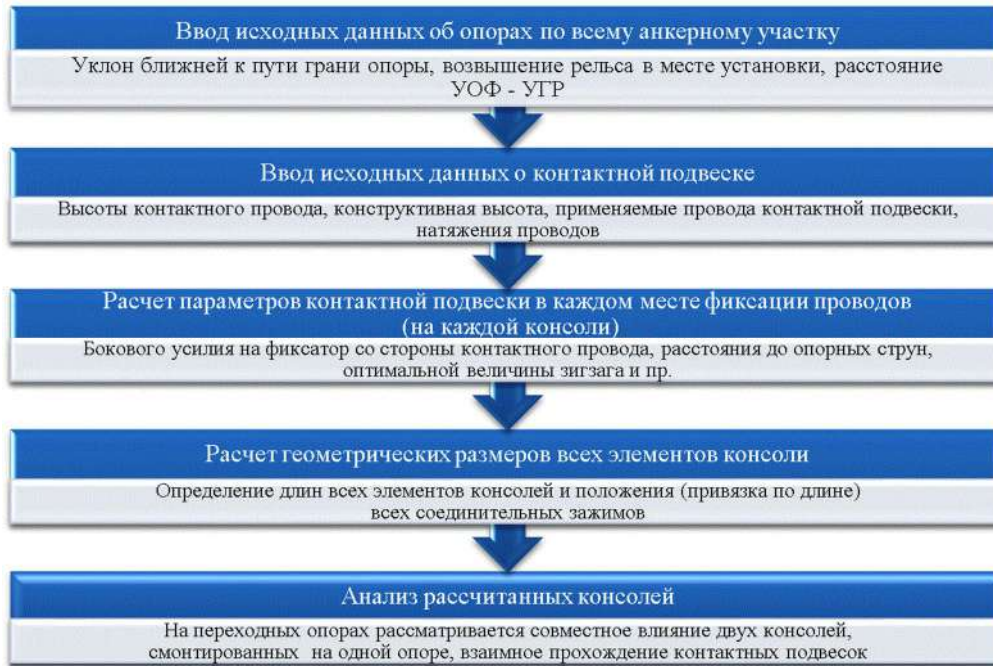 Ввод исходных данных об опорах по всему анкерному участку
Уклон ближней к пути грани опоры, возвышение рельса в месте установки, расстояние
УОФ - УГР
Ввод исходных данных о контактной подвеске
Высоты контактного провода, конструктивная высота, применяемые провода контактной подвески,
натяжения проводов
Расчет параметров контактной подвески в каждом месте фиксации проводов
(на каждой консоли)
Бокового усилия на фиксатор со стороны контактного провода, расстояния до опорных струн,
оптимальной величины зигзага и пр.
Расчет геометрических размеров всех элементов консоли
Определение длин всех элементов консолей и положения (привязка по длине)
всех соединительных зажимов
Анализ рассчитанных консолей
На переходных опорах рассматривается совместное влияние двух консолей,
смонтированных на одной опоре, взаимное прохождение контактных подвесок